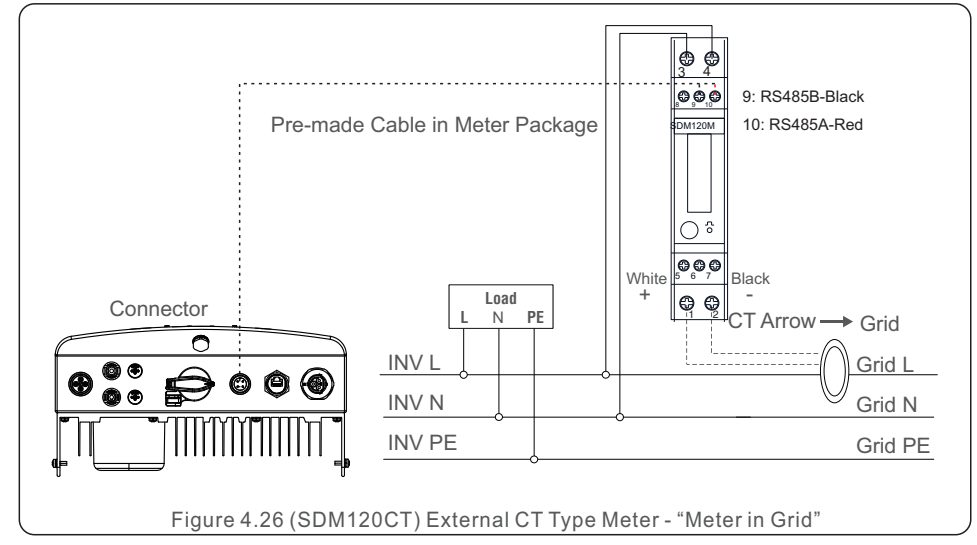 3 4
8 9 10
9: RS485B-Black
10: RS485A-Red
Pre-made Cable in Meter Package
SDM120M
5 6 7
White
+
Black
-
1 2
CT Arrow → Grid
Connector
Load
L N PE
INV L
Grid L
INV N
Grid N
INV PE
Grid PE
Figure 4.26 (SDM120CT) External CT Type Meter - “Meter in Grid”